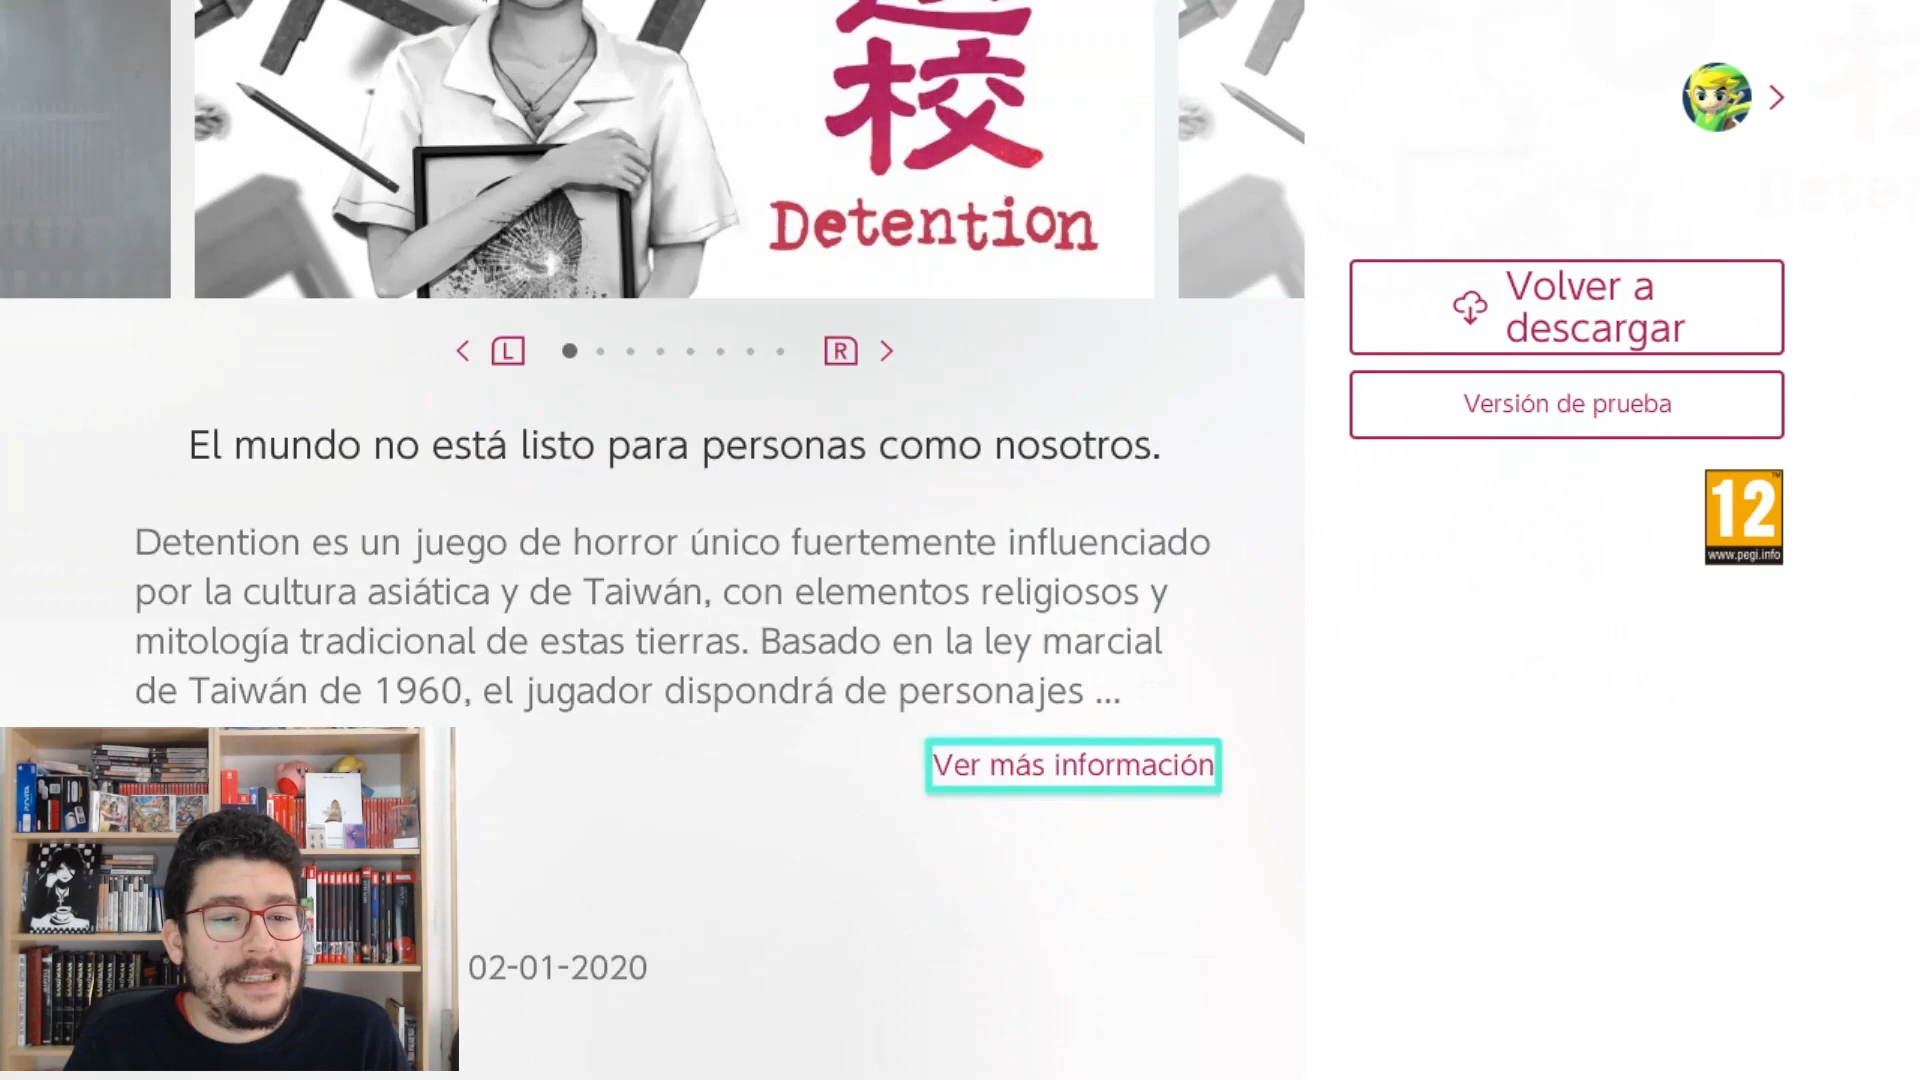 校
Detention
L
R
Volver a
descargar
Versión de prueba
12
www.pegi.info
El mundo no está listo para personas como nosotros.
Detention es un juego de horror único fuertemente influenciado
por la cultura asiática y de Taiwán, con elementos religiosos y
mitología tradicional de estas tierras. Basado en la ley marcial
de Taiwán de 1960, el jugador dispondrá de personajes ...
Ver más información
02-01-2020